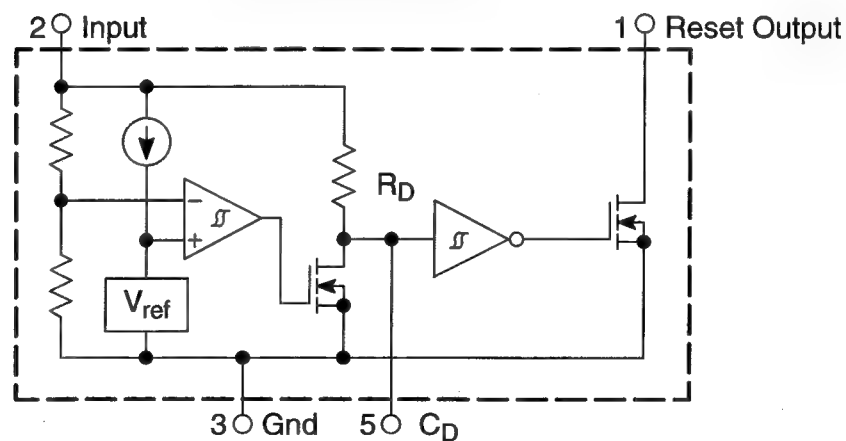 2 Input
1 Reset Output
R_D
V_ref
3 Gnd
5 C_D